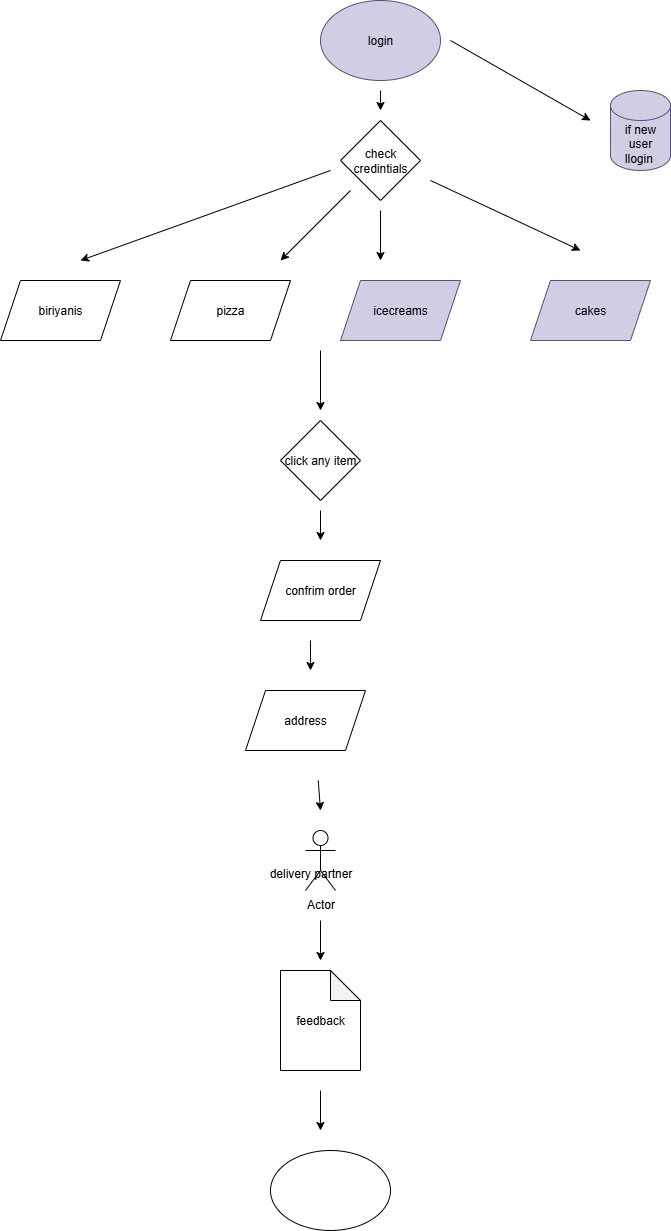 login
if new
user
llogin
check
credintials
biriyanis
pizza
icecreams
cakes
click any item
confrim order
address
delivery partner
Actor
feedback